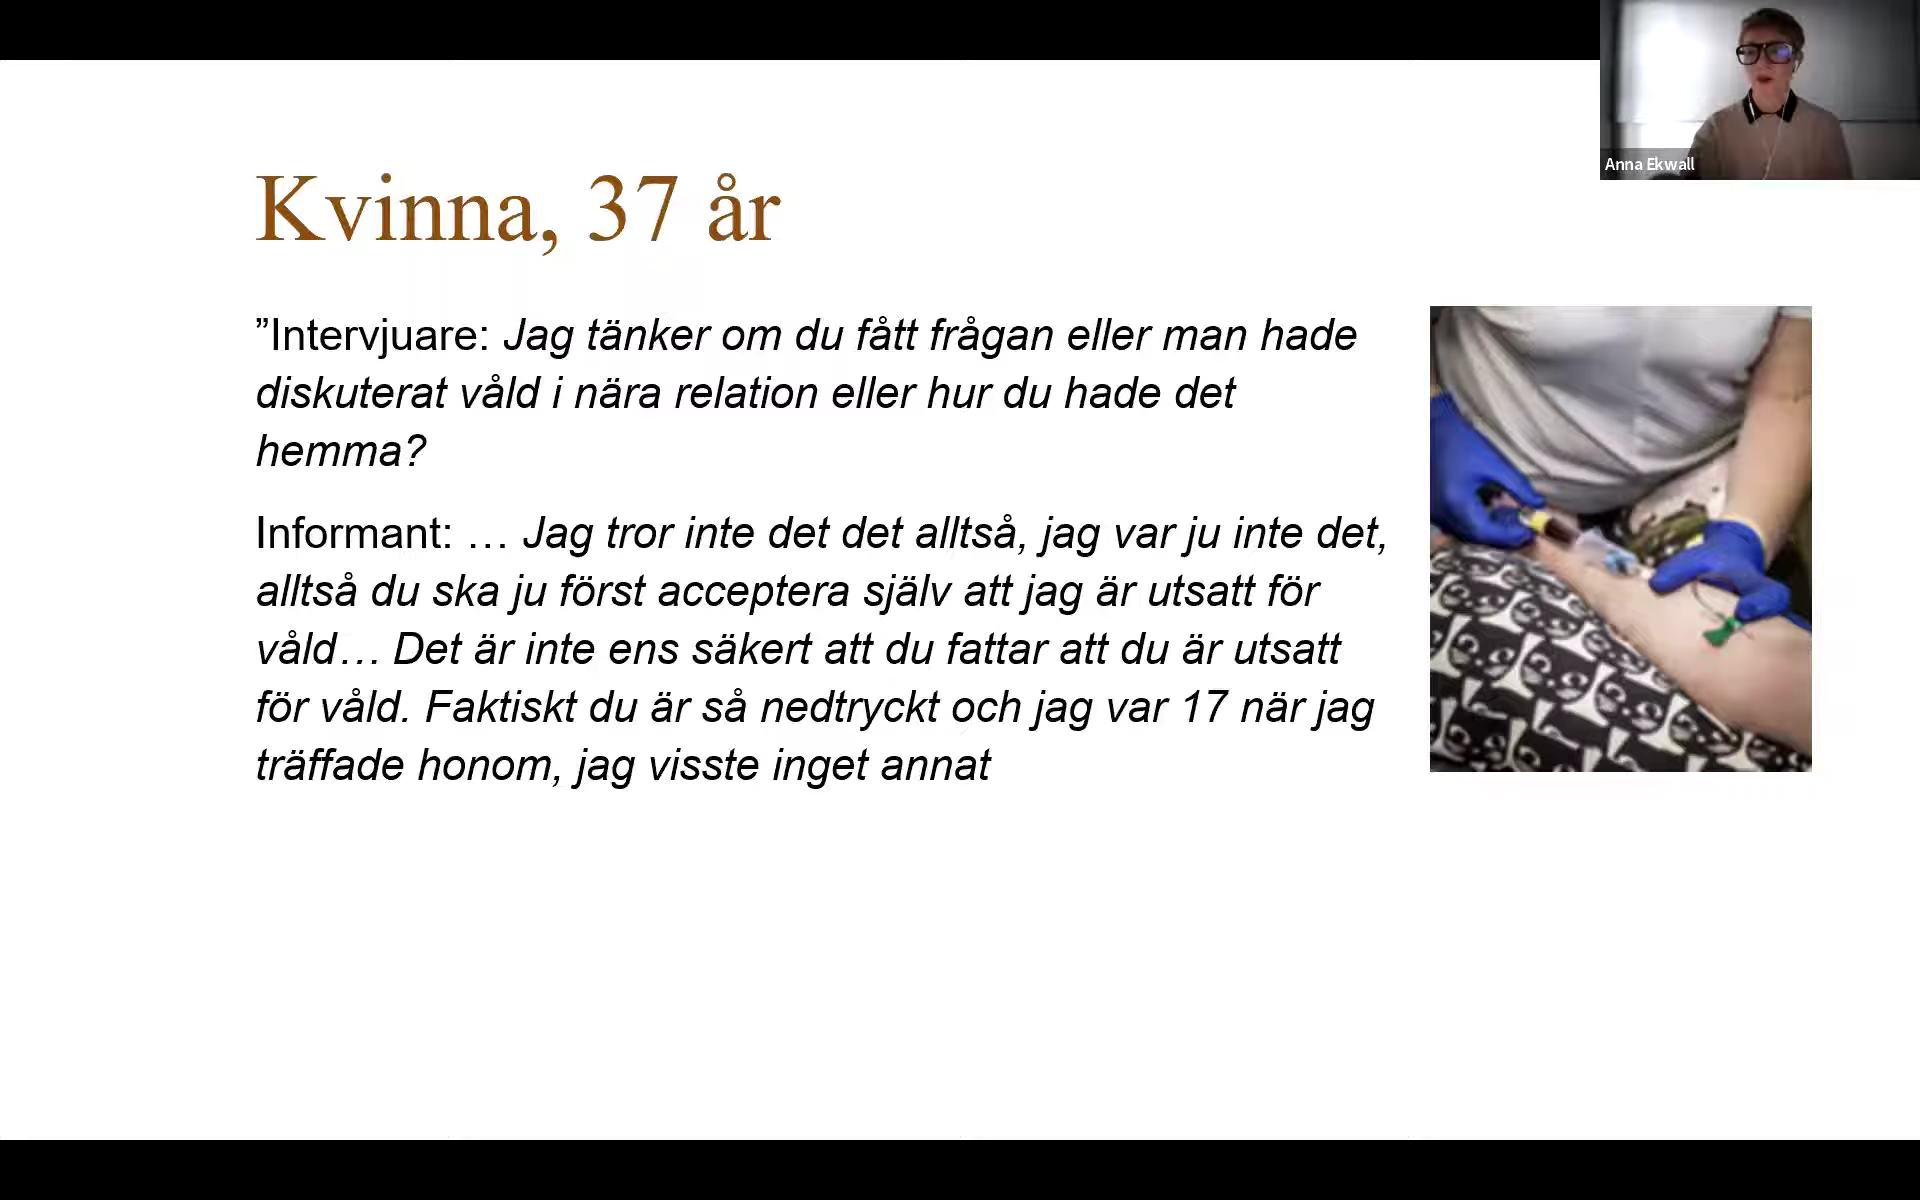 Anna Ekwall
Kvinna, 37 år
”Intervjuare: Jag tänker om du fått frågan eller man hade
diskuterat våld i nära relation eller hur du hade det
hemma?
Informant: … Jag tror inte det det alltså, jag var ju inte det,
alltså du ska ju först acceptera själv att jag är utsatt för
våld… Det är inte ens säkert att du fattar att du är utsatt
för våld. Faktiskt du är så nedtryckt och jag var 17 när jag
träffade honom, jag visste inget annat